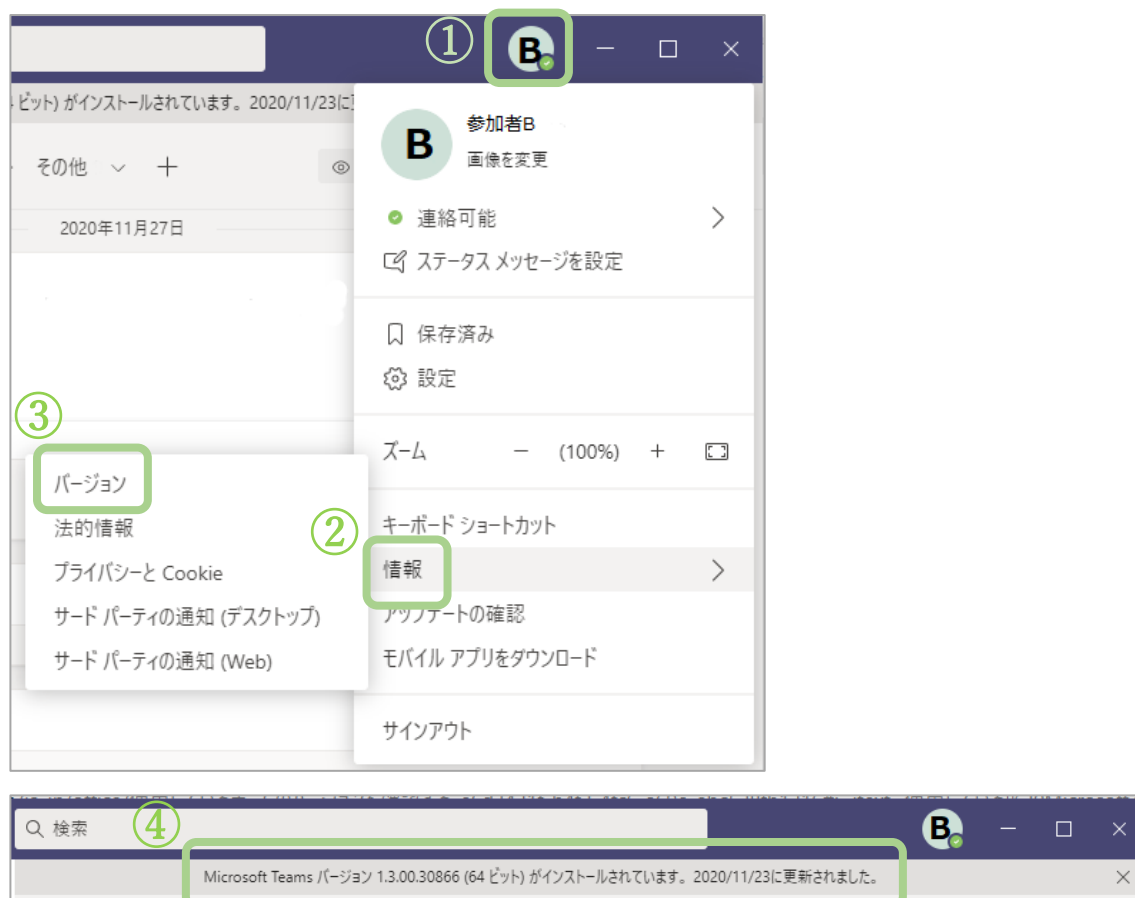 ①
B
ビット) がインストールされています。2020/11/23に
B
参加者B
画像を変更
その他
2020年11月27日
連絡可能
ステータス メッセージを設定
保存済み
設定
ズーム － (100%) ＋
キーボード ショートカット
②
情報
アップデートの確認
モバイル アプリをダウンロード
サインアウト
③
バージョン
法的情報
プライバシーと Cookie
サード パーティの通知 (デスクトップ)
サード パーティの通知 (Web)
検索
④
B
Microsoft Teams バージョン 1.3.00.30866 (64 ビット) がインストールされています。2020/11/23に更新されました。